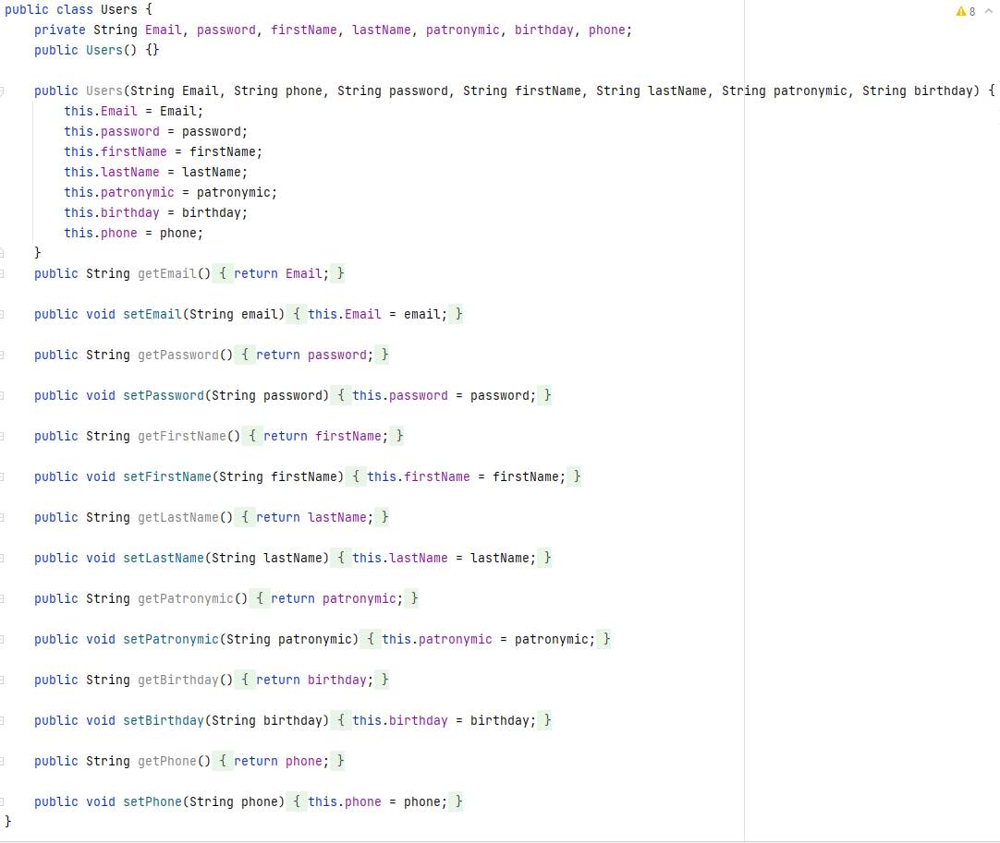 public class Users {
    private String Email, password, firstName, lastName, patronymic, birthday, phone;
    public Users() {}
    public Users(String Email, String phone, String password, String firstName, String lastName, String patronymic, String birthday) {
        this.Email = Email;
        this.password = password;
        this.firstName = firstName;
        this.lastName = lastName;
        this.patronymic = patronymic;
        this.birthday = birthday;
        this.phone = phone;
    }
    public String getEmail() { return Email; }
    public void setEmail(String email) { this.Email = email; }
    public String getPassword() { return password; }
    public void setPassword(String password) { this.password = password; }
    public String getFirstName() { return firstName; }
    public void setFirstName(String firstName) { this.firstName = firstName; }
    public String getLastName() { return lastName; }
    public void setLastName(String lastName) { this.lastName = lastName; }
    public String getPatronymic() { return patronymic; }
    public void setPatronymic(String patronymic) { this.patronymic = patronymic; }
    public String getBirthday() { return birthday; }
    public void setBirthday(String birthday) { this.birthday = birthday; }
    public String getPhone() { return phone; }
    public void setPhone(String phone) { this.phone = phone; }
}
8